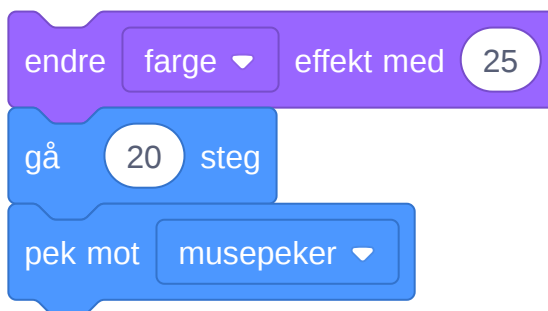 endre farge effekt med 25
gå 20 steg
pek mot musepeker